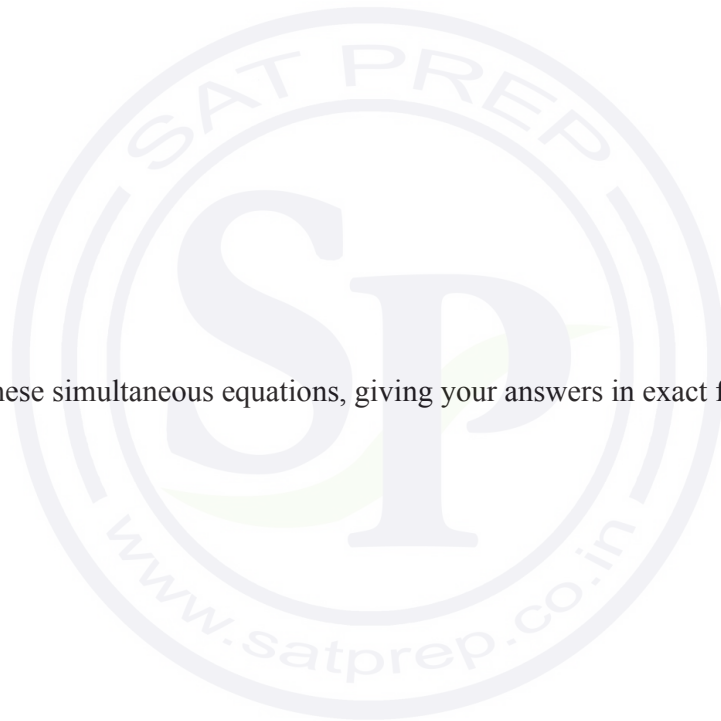 SAT PREP
SP
hese simultaneous equations, giving your answers in exact f
www.satprep.co.in